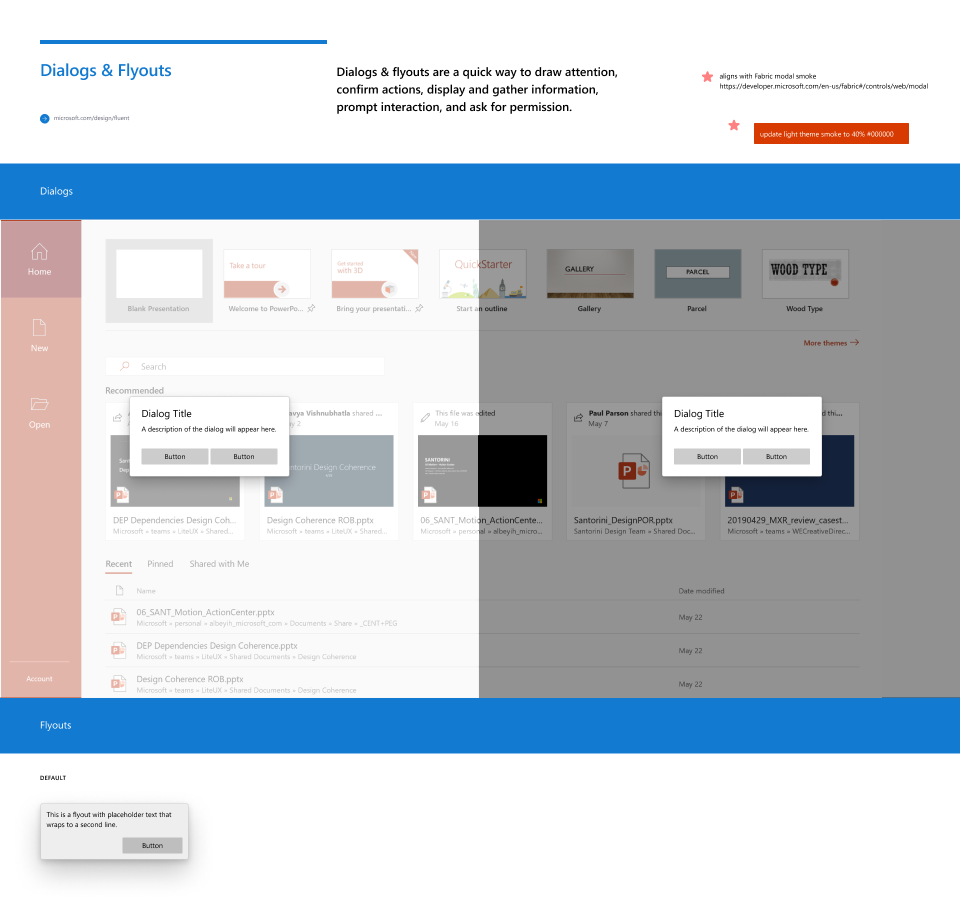 Dialogs & Flyouts
microsoft.com/design/fluent
Dialogs & flyouts are a quick way to draw attention,
confirm actions, display and gather information,
prompt interaction, and ask for permission.
aligns with Fabric modal smoke
https://developer.microsoft.com/en-us/fabric#/controls/web/modal
update light theme smoke to 40% #000000
Dialogs
Home
New
Open
Account
Take a tour
Get started
with 3D
QuickStarter
GALLERY
PARCEL
WOOD TYPE
Blank Presentation
Welcome to PowerPo...
Bring your presentati...
Start an outline
Gallery
Parcel
Wood Type
More themes
Search
Recommended
shared ...
This file was edited
May 16
Paul Parson shared thi
May 7
Dialog Title
A description of the dialog will appear here.
Button
Button
Dialog Title
A description of the dialog will appear here.
Button
Button
Design Coherence
SANTORINI
DEP Dependencies Design Coh...
Microsoft » teams » LiteUX » Shared...
Design Coherence ROB.pptx
Microsoft » teams » LiteUX » Shared...
06_SANT_Motion_ActionCente...
Microsoft » personal » albeyih_micro...
Santorini_DesignPOR.pptx
Santorini Design Team » Shared Doc...
20190429_MXR_review_casest...
Microsoft » teams » WECreativeDirec...
Recent
Pinned
Shared with Me
Name
Date modified
06_SANT_Motion_ActionCenter.pptx
Microsoft » personal » albeyih_microsoft_com » Documents » Share » _CENT+PEG
May 22
DEP Dependencies Design Coherence.pptx
Microsoft » teams » LiteUX » Shared Documents » Design Coherence
May 22
Design Coherence ROB.pptx
Microsoft » teams » LiteUX » Shared Documents » Design Coherence
May 22
Flyouts
DEFAULT
This is a flyout with placeholder text that
wraps to a second line.
Button